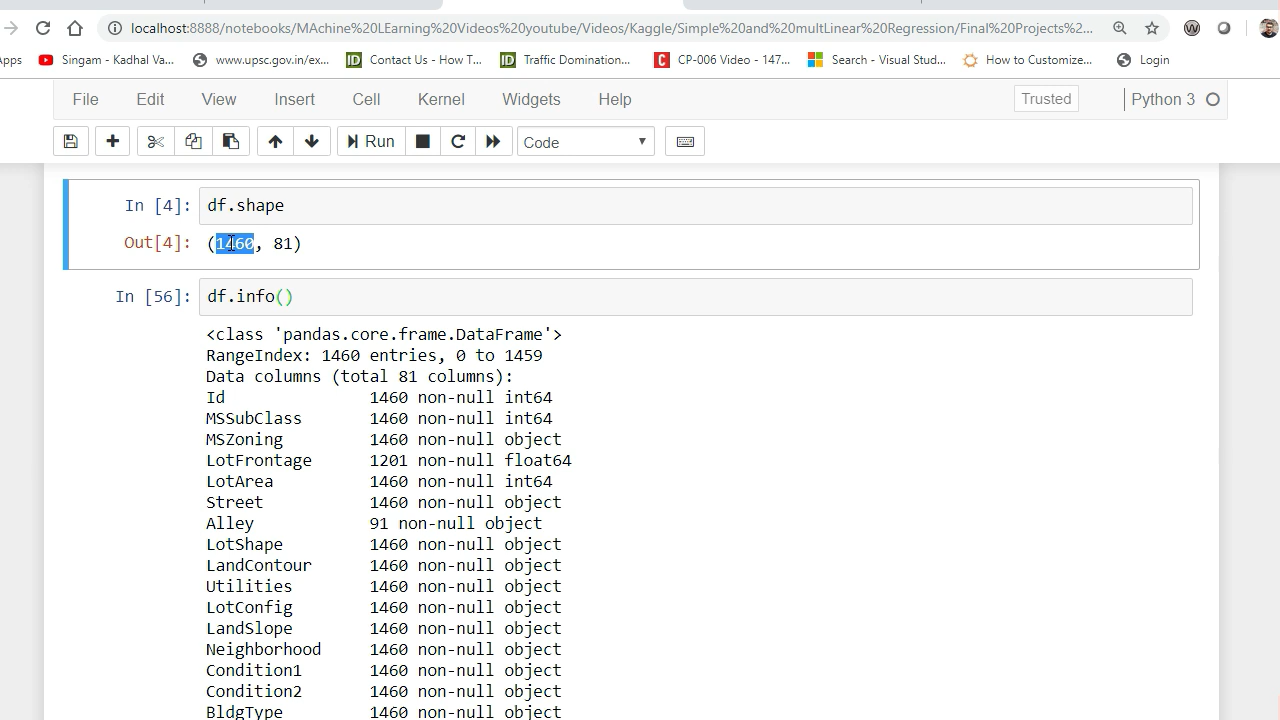 localhost:8888/notebooks/MAchine%20LEarning%20Videos%20youtube/Videos/Kaggle/Simple%20and%20multLinear%20Regression/Final%20Projects%2...
Apps Singam - Kadhal Va... www.upsc.gov.in/ex... Contact Us - How T... Traffic Domination... CP-006 Video - 147... Search - Visual Stud... How to Customize... Login
File Edit View Insert Cell Kernel Widgets Help Trusted Python 3
Run Code
In [4]: df.shape
Out[4]: (1460, 81)
In [56]: df.info()
<class 'pandas.core.frame.DataFrame'>
RangeIndex: 1460 entries, 0 to 1459
Data columns (total 81 columns):
Id 1460 non-null int64
MSSubClass 1460 non-null int64
MSZoning 1460 non-null object
LotFrontage 1201 non-null float64
LotArea 1460 non-null int64
Street 1460 non-null object
Alley 91 non-null object
LotShape 1460 non-null object
LandContour 1460 non-null object
Utilities 1460 non-null object
LotConfig 1460 non-null object
LandSlope 1460 non-null object
Neighborhood 1460 non-null object
Condition1 1460 non-null object
Condition2 1460 non-null object
BldgType 1460 non-null object